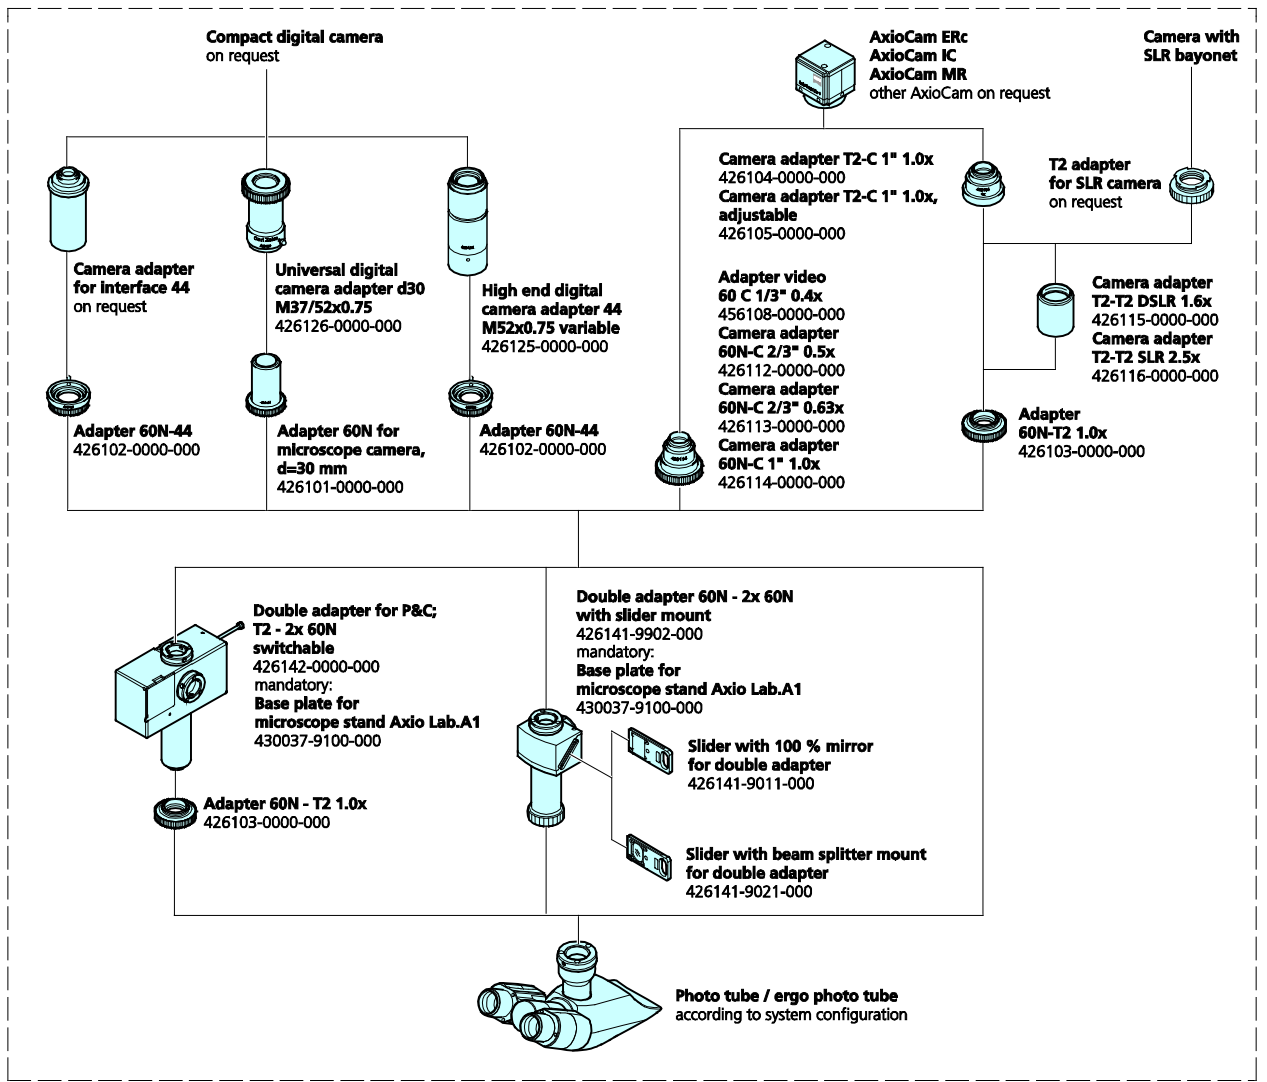 Compact digital camera
on request
AxioCam ERc
AxioCam IC
AxioCam MR
other AxioCam on request
Camera with
SLR bayonet
Camera adapter T2-C 1" 1.0x
426104-0000-000
Camera adapter T2-C 1" 1.0x,
adjustable
426105-0000-000
T2 adapter
for SLR camera
on request
Camera adapter
for interface 44
on request
Universal digital
camera adapter d30
M37/52x0.75
426126-0000-000
High end digital
camera adapter 44
M52x0.75 variable
426125-0000-000
Adapter video
60 C 1/3" 0.4x
456108-0000-000
Camera adapter
60N-C 2/3" 0.5x
426112-0000-000
Camera adapter
60N-C 2/3" 0.63x
426113-0000-000
Camera adapter
60N-C 1" 1.0x
426114-0000-000
Camera adapter
T2-T2 DSLR 1.6x
426115-0000-000
Camera adapter
T2-T2 SLR 2.5x
426116-0000-000
Adapter 60N-44
426102-0000-000
Adapter 60N for
microscope camera,
d=30 mm
426101-0000-000
Adapter 60N-44
426102-0000-000
Adapter
60N-T2 1.0x
426103-0000-000
Double adapter for P&C;
T2 - 2x 60N
switchable
426142-0000-000
mandatory:
Base plate for
microscope stand Axio Lab.A1
430037-9100-000
Double adapter 60N - 2x 60N
with slider mount
426141-9902-000
mandatory:
Base plate for
microscope stand Axio Lab.A1
430037-9100-000
Slider with 100 % mirror
for double adapter
426141-9011-000
Adapter 60N - T2 1.0x
426103-0000-000
Slider with beam splitter mount
for double adapter
426141-9021-000
Photo tube / ergo photo tube
according to system configuration